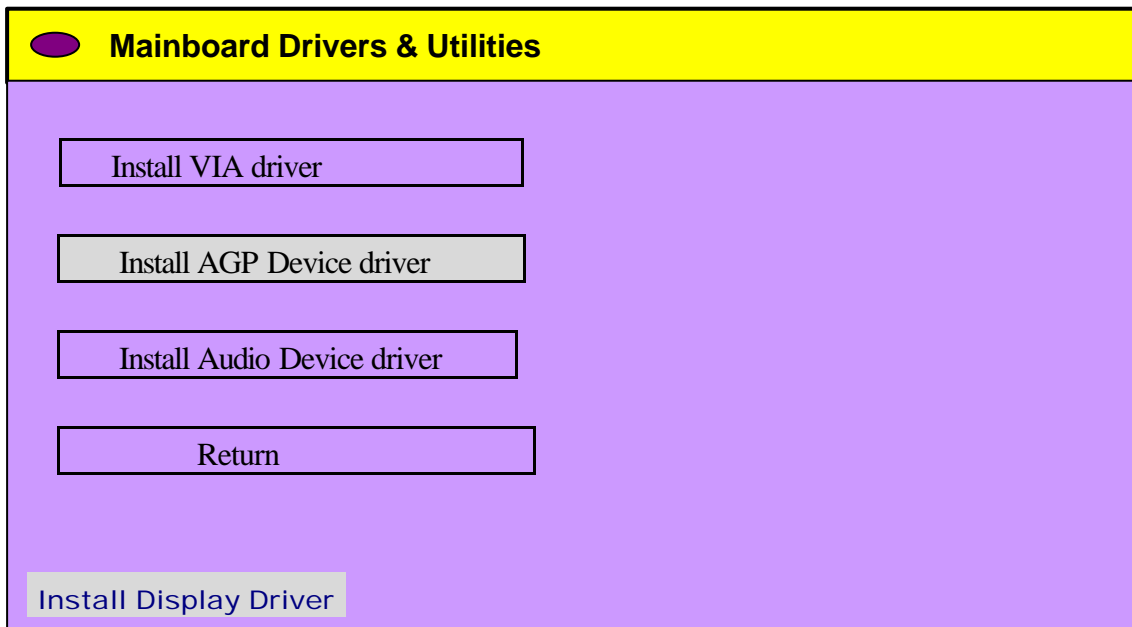 Mainboard Drivers & Utilities
Install VIA driver
Install AGP Device driver
Install Audio Device driver
Return
Install Display Driver